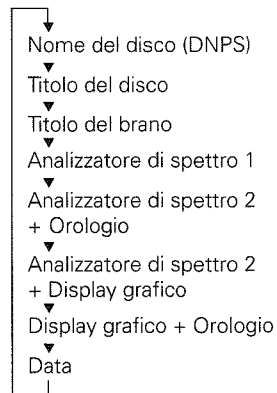 Nome del disco (DNPS)
Titolo del disco
Titolo del brano
Analizzatore di spettro 1
Analizzatore di spettro 2
+ Orologio
Analizzatore di spettro 2
+ Display grafico
Display grafico + Orologio
Data